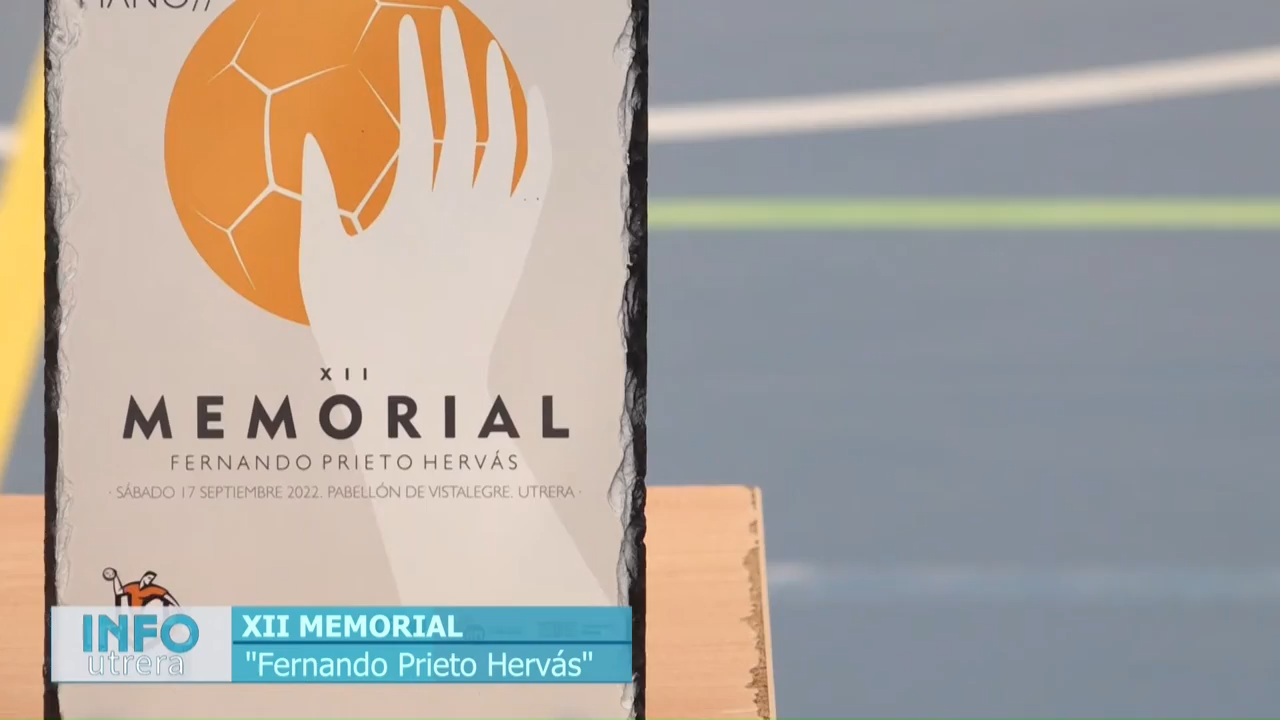 XII
MEMORIAL
FERNANDO PRIETO HERVÁS
· SÁBADO 17 SEPTIEMBRE 2022. PABELLÓN DE VISTALEGRE. UTRERA ·
INFO
utrera
XII MEMORIAL
"Fernando Prieto Hervás"